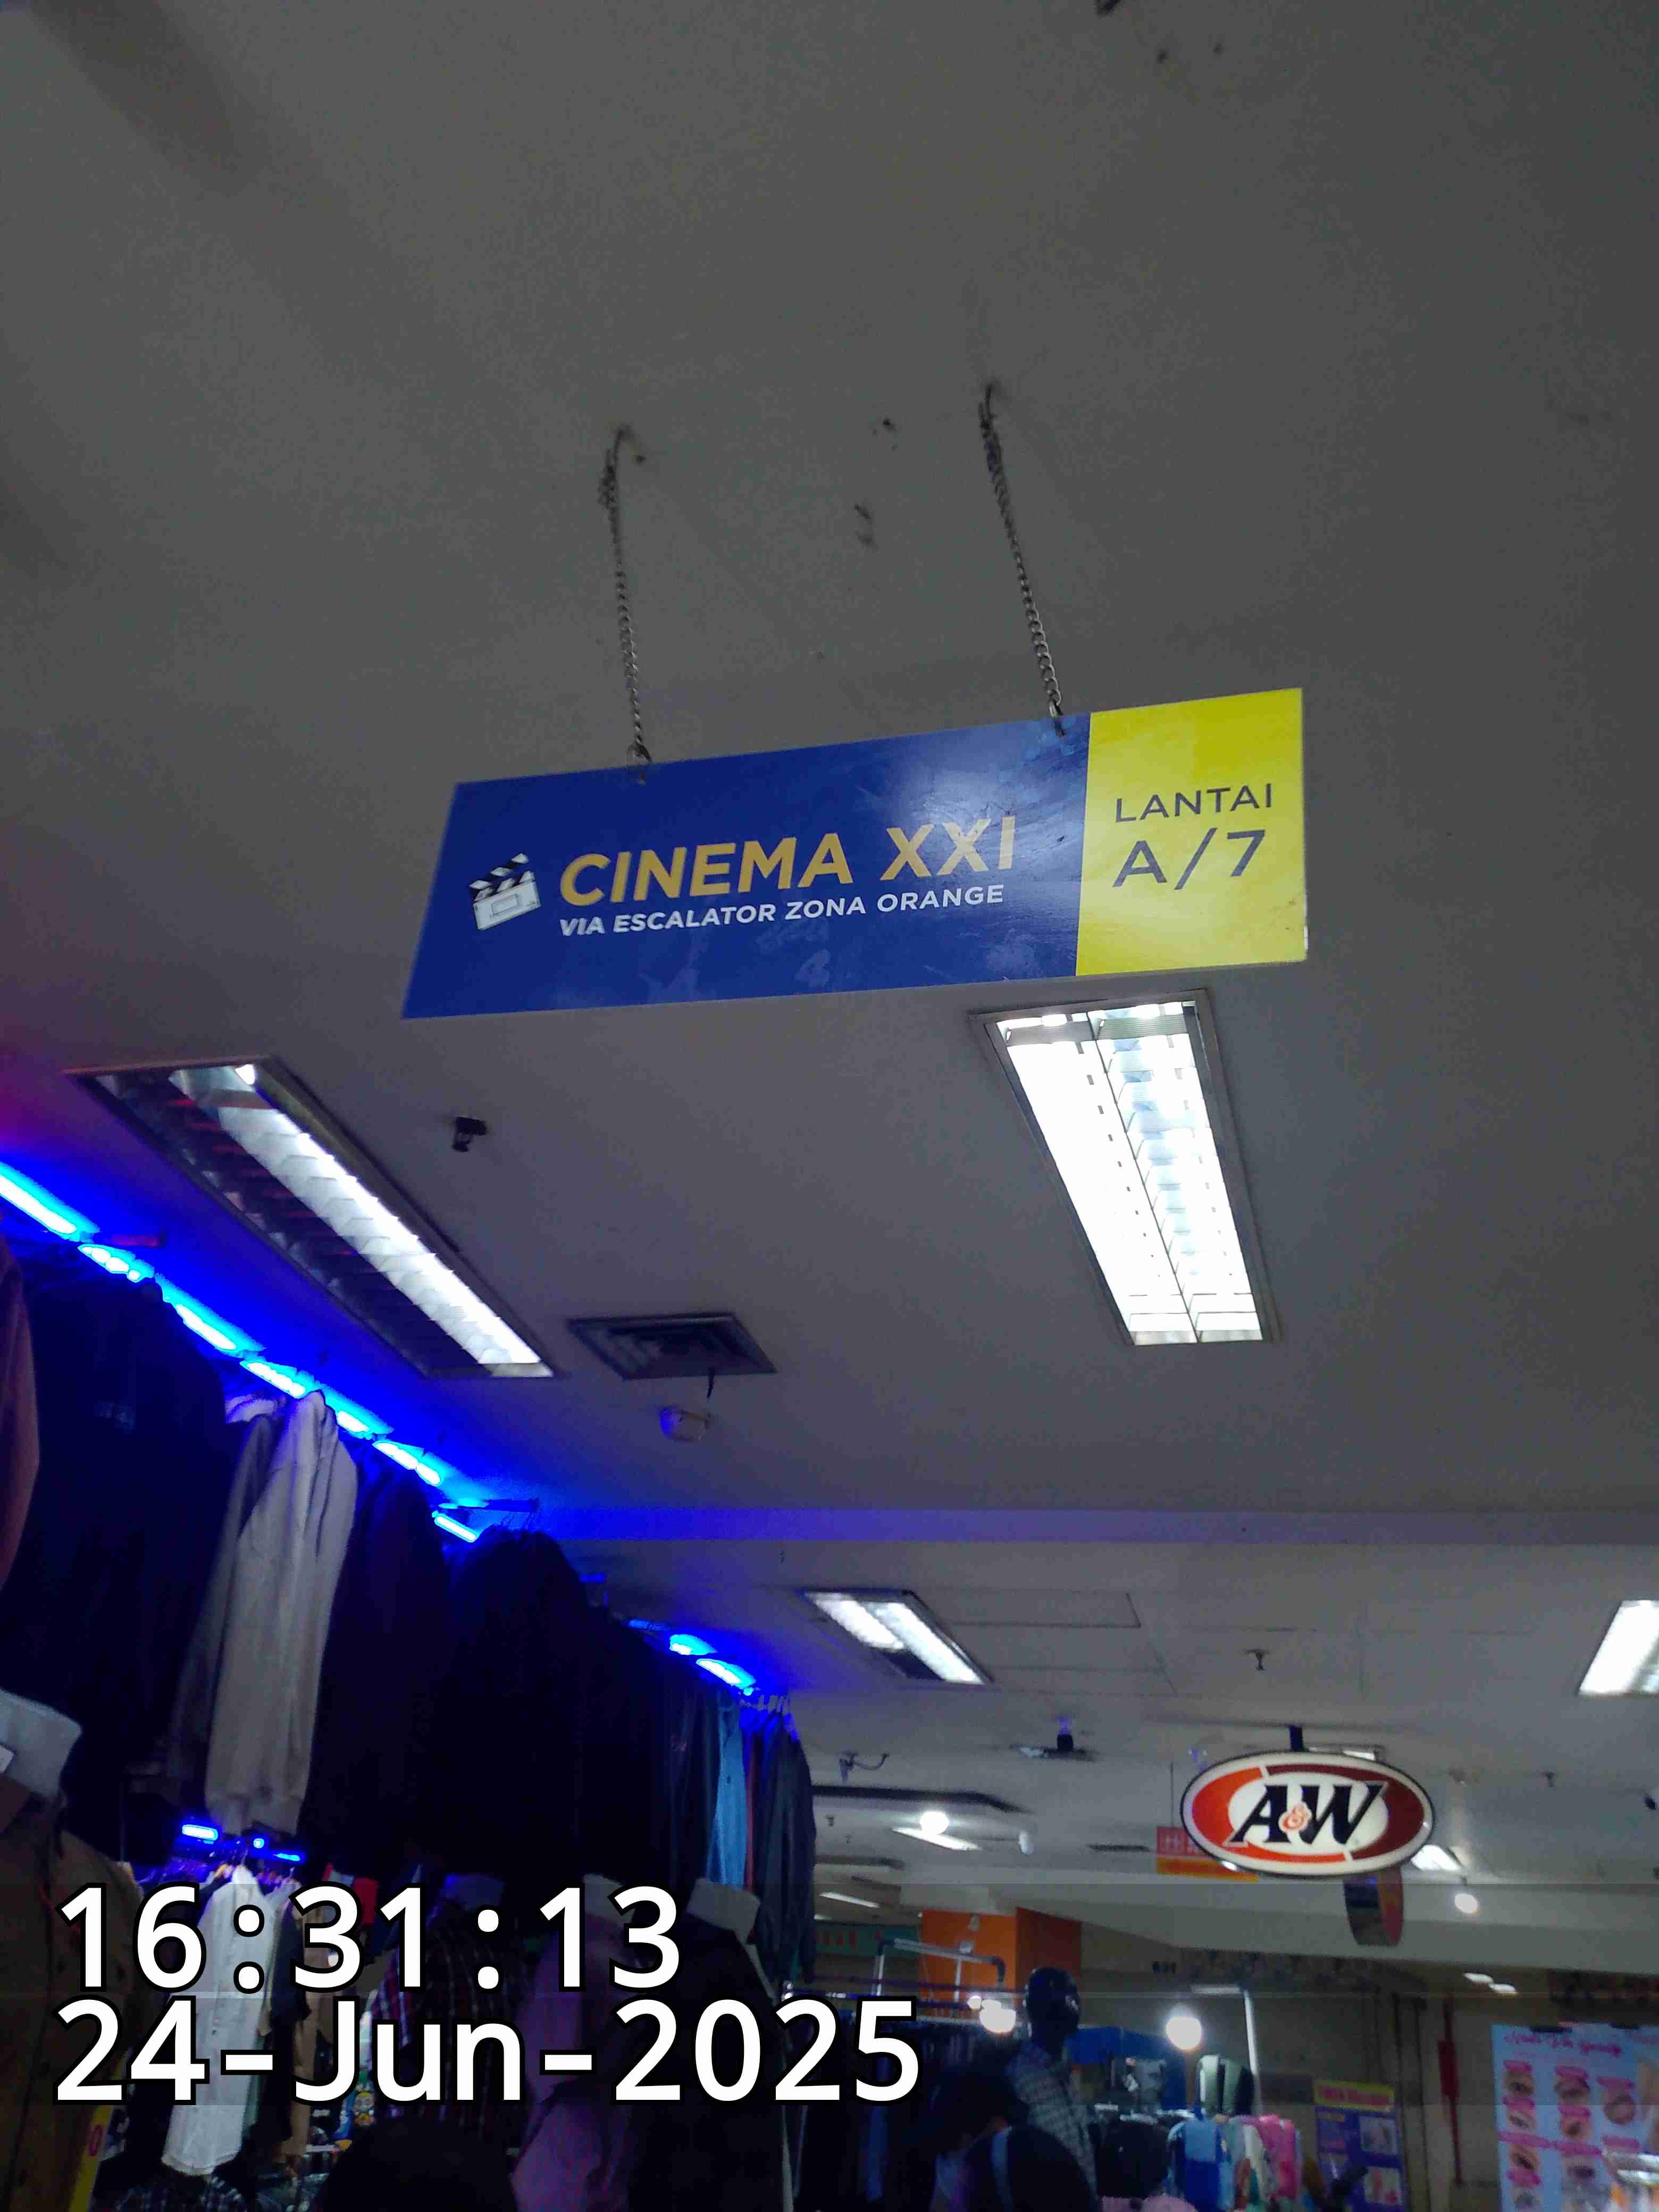 CINEMA XXI
VIA ESCALATOR ZONA ORANGE
LANTAI
A/7
A&W
16:31:13
24-Jun-2025